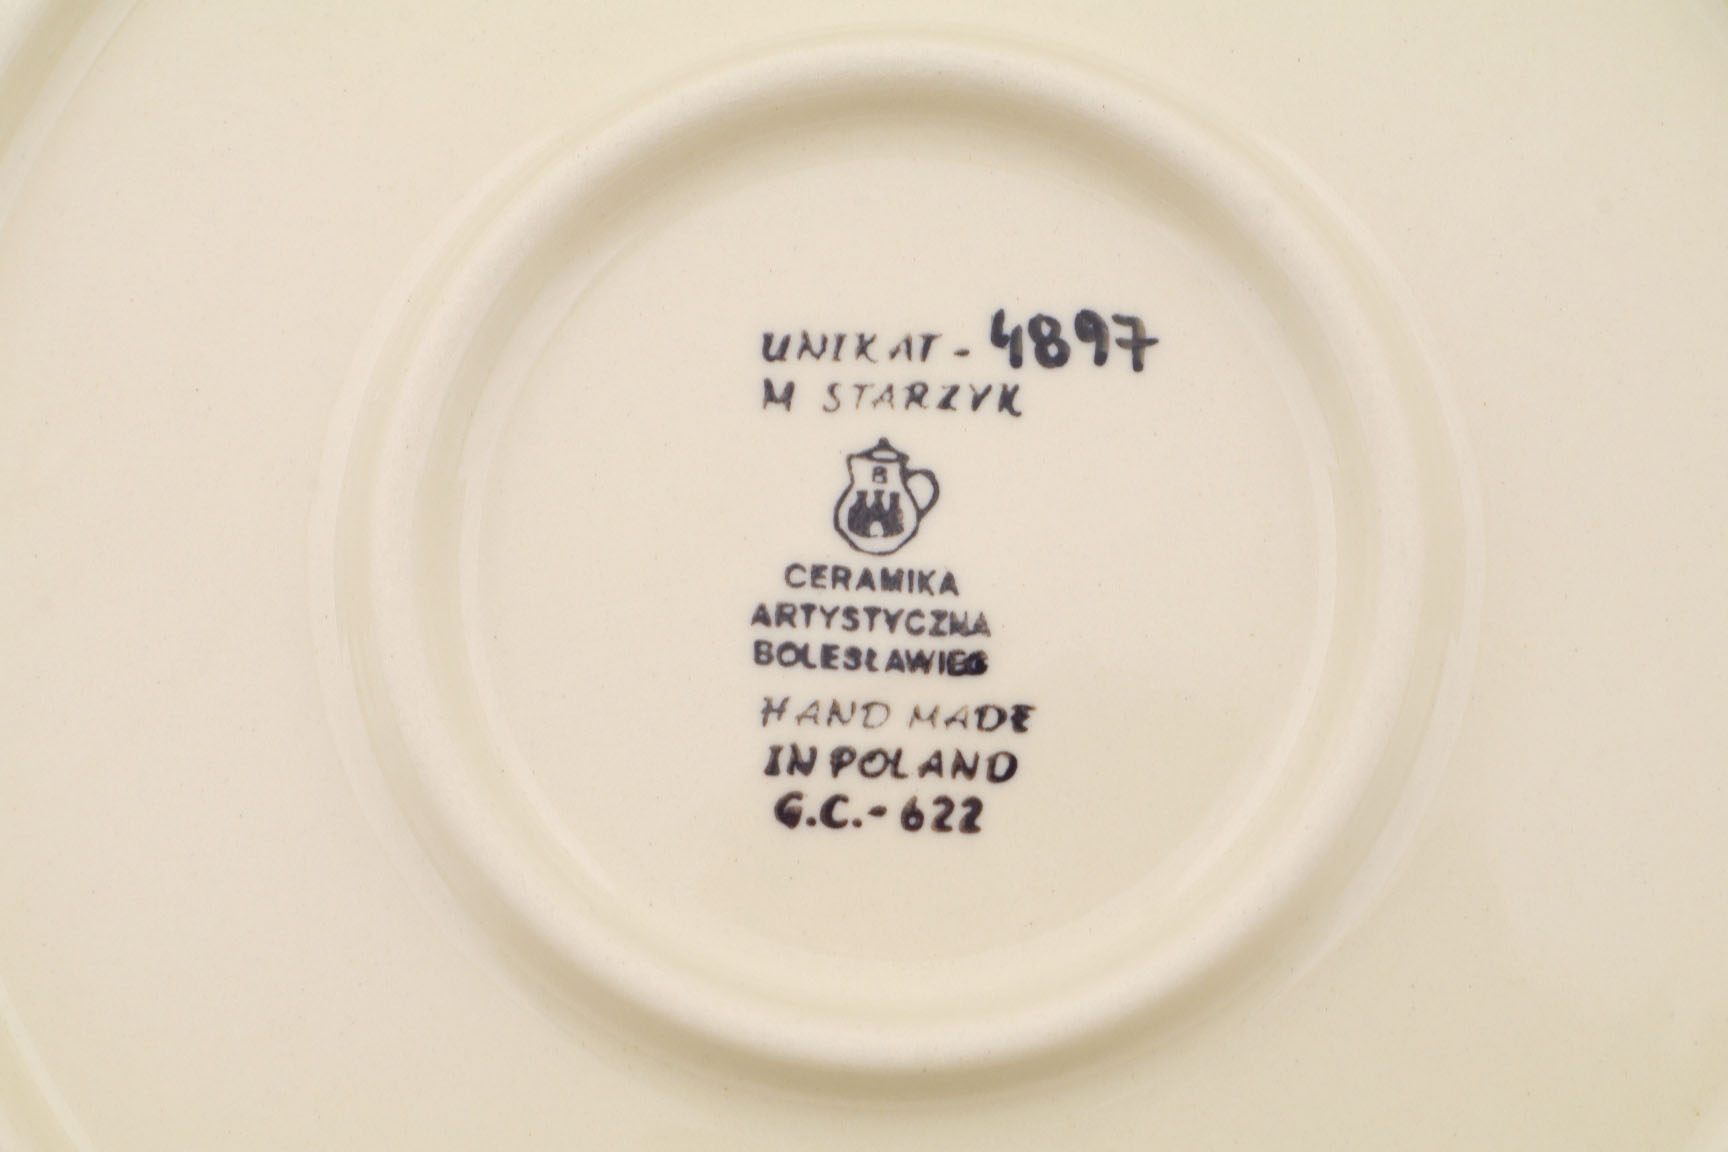 UNIKAT - 4897
M STARZYK
B
CERAMIKA
ARTYSTYCZNA
BOLESŁAWIEC
HAND MADE
IN POLAND
G.C.- 622